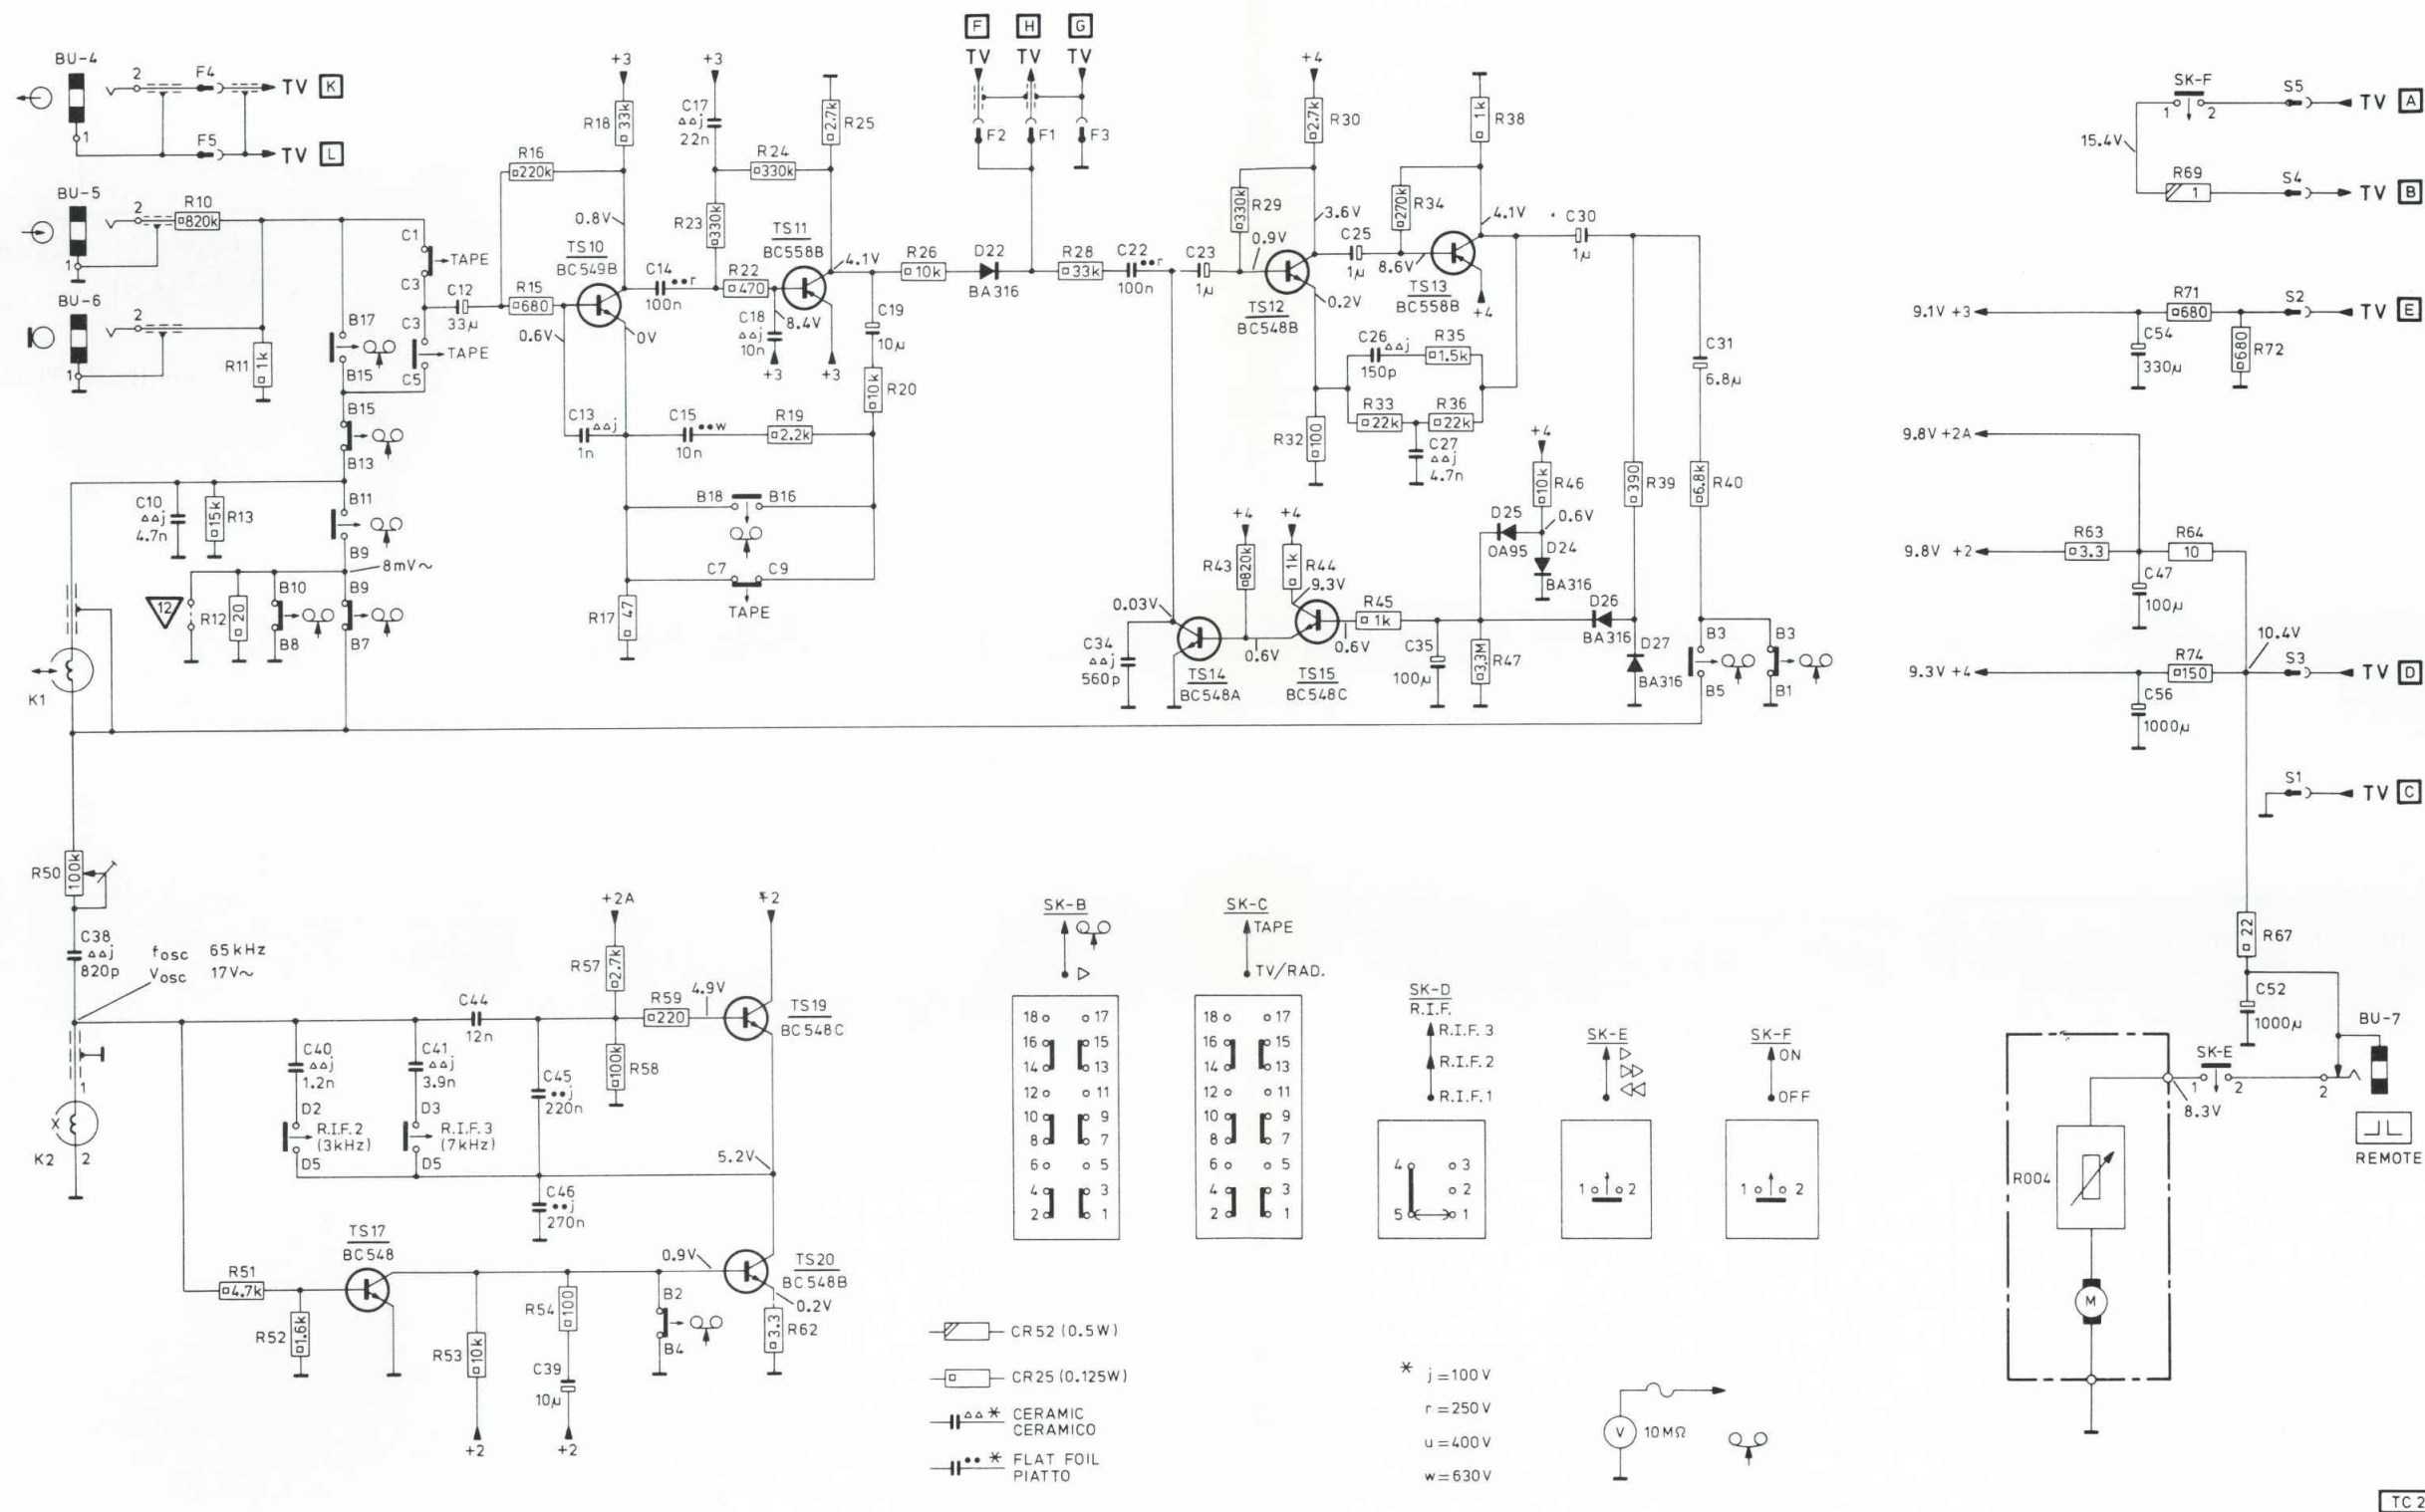 F H G
TV TV TV
BU-4
2 F4 TV K
1 F5 TV L
+3 +3 +4
R18 33k
C17 ΔΔj 22n
2.7k R25
F2 F1 F3
2.7k R30
1k R38
SK-F
1 2 S5 TV A
15.4V
R69 1 S4 TV B
R16 220k
R24 330k
BU-5
2 R10 820k
1
C1 TAPE C3
R23 330k
0.8V
TS10 BC549B
TS11 BC558B
4.1V
R26 10k
D22 BA316
R28 33k
C22 ••r 100n
C23 1µ
330k R29
0.9V
3.6V
C25 1µ
270k R34
8.6V
4.1V
C30 1µ
TS12 BC548B
0.2V
TS13 BC558B
+4
BU-6
2
1
R11 1k
B17 B15
C3 TAPE C5
C12 33µ
R15 680
0.6V
0V
C14 ••r 100n
R22 470
C18 ΔΔj 10n
8.4V
+3 +3
C19 10µ
10k R20
C26 ΔΔj 150p
R35 1.5k
R33 22k
R36 22k
C27 ΔΔj 4.7n
R32 100
C31 6.8µ
9.1V +3
R71 680
S2 TV E
C54 330µ
680 R72
B15 B13
C13 ΔΔj 1n
C15 ••w 10n
R19 2.2k
+4
10k R46
390 R39
6.8k R40
9.8V +2A
C10 ΔΔj 4.7n
15k R13
B11 B9
8mV~
B18 B16
C7 C9
TAPE
+4 +4
R43 820k
1k R44
9.3V
D25 OA95
0.6V
D24 BA316
9.8V +2
R63 3.3
R64 10
C47 100µ
12
R12 20
B10 B8
B9 B7
R17 47
0.03V
C34 ΔΔj 560p
TS14 BC548A
0.6V
TS15 BC548C
0.6V
R45 1k
C35 100µ
3.3M R47
D26 BA316
D27 BA316
B3 B5
B3 B1
10.4V
9.3V +4
R74 150
S3 TV D
C56 1000µ
K1
S1 TV C
R50 100k
C38 ΔΔj 820p
fosc 65kHz
Vosc 17V~
+2A +2
R57 2.7k
C44 12n
R59 220
4.9V
TS19 BC548C
C40 ΔΔj 1.2n
C41 ΔΔj 3.9n
C45 ••j 220n
100k R58
1
X
K2 2
D2 R.I.F.2 (3kHz) D5
D3 R.I.F.3 (7kHz) D5
5.2V
C46 ••j 270n
TS17 BC548
0.9V
TS20 BC548B
0.2V
R51 4.7k
R52 1.6k
R53 10k
R54 100
C39 10µ
+2 +2
B2 B4
3.3 R62
SK-B
▷
18 17
16 15
14 13
12 11
10 9
8 7
6 5
4 3
2 1
SK-C
TAPE
TV/RAD.
18 17
16 15
14 13
12 11
10 9
8 7
6 5
4 3
2 1
SK-D
R.I.F.
R.I.F.3
R.I.F.2
R.I.F.1
4 3
2
5 1
SK-E
1 2
SK-F
ON
OFF
1 2
22 R67
C52 1000µ
BU-7
SK-E
1 2
2
8.3V
REMOTE
R004
M
CR52 (0.5W)
CR25 (0.125W)
ΔΔ* CERAMIC
CERAMICO
••* FLAT FOIL
PIATTO
* j=100V
r=250V
u=400V
w=630V
V 10MΩ
TC 2